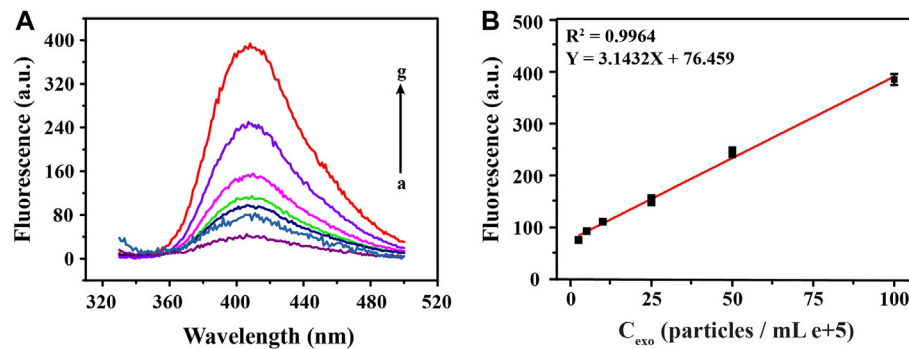 A
400
320
240
160
80
0
Fluorescence (a.u.)
g
a
320 360 400 440 480 520
Wavelength (nm)
B
R² = 0.9964
Y = 3.1432X + 76.459
500
400
300
200
100
0
Fluorescence (a.u.)
0 25 50 75 100
Cexo (particles / mL e+5)